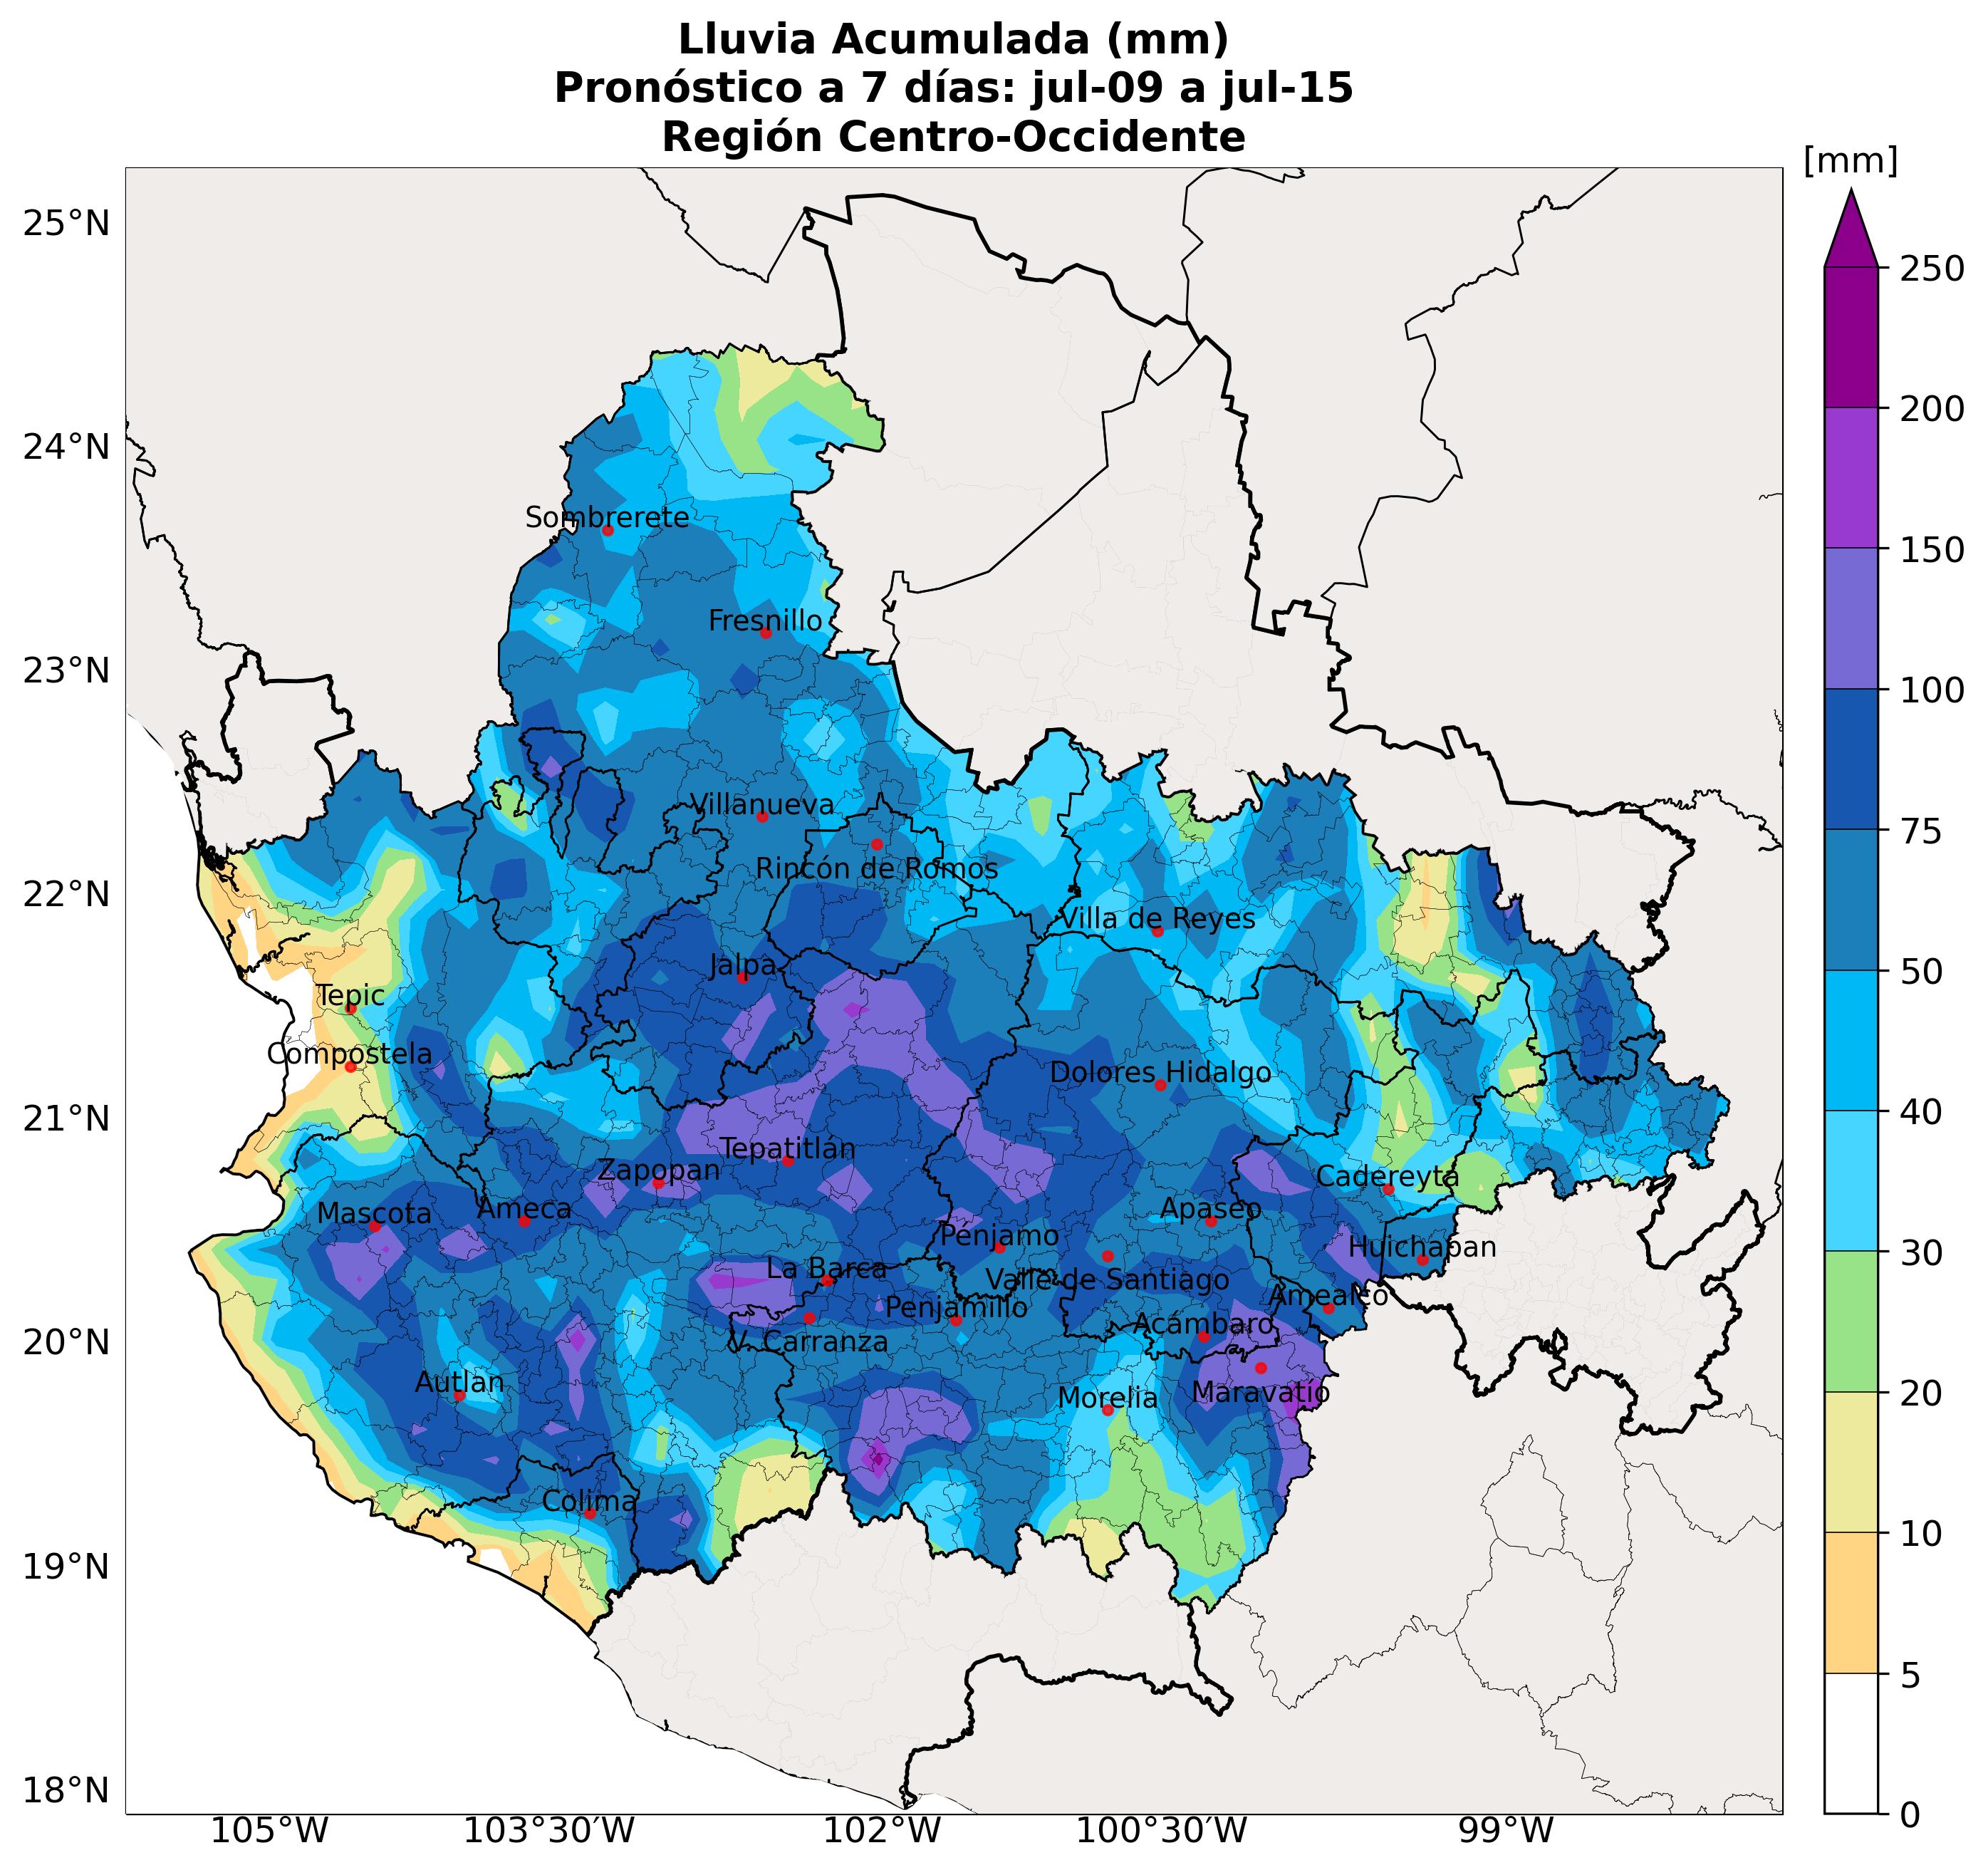 Lluvia Acumulada (mm)
Pronóstico a 7 días: jul-09 a jul-15
Región Centro-Occidente
[mm]
25°N
24°N
23°N
22°N
21°N
20°N
19°N
18°N
105°W
103°30'W
102°W
100°30'W
99°W
250
200
150
100
75
50
40
30
20
10
5
0
Sombrerete
Fresnillo
Villanueva
Rincón de Romos
Villa de Reyes
Jalpa
Tepic
Compostela
Dolores Hidalgo
Tepatitlán
Zapopan
Cadereyta
Mascota
Ameca
Apaseo
Pénjamo
Huichapan
La Barca
Valle de Santiago
Amealco
Penjamillo
Acámbaro
V. Carranza
Autlan
Morelia
Maravatío
Colima